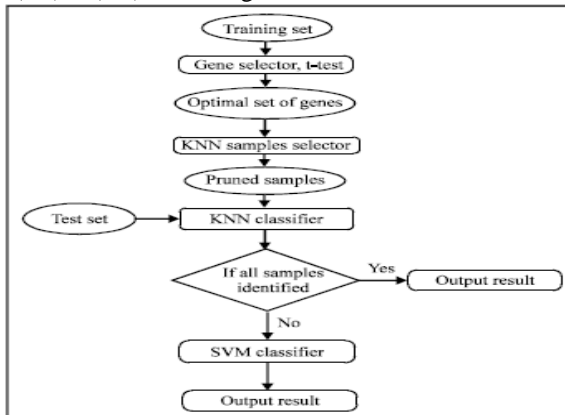 Training set
Gene selector, t-test
Optimal set of genes
KNN samples selector
Pruned samples
Test set
KNN classifier
If all samples
identified
Yes
Output result
No
SVM classifier
Output result